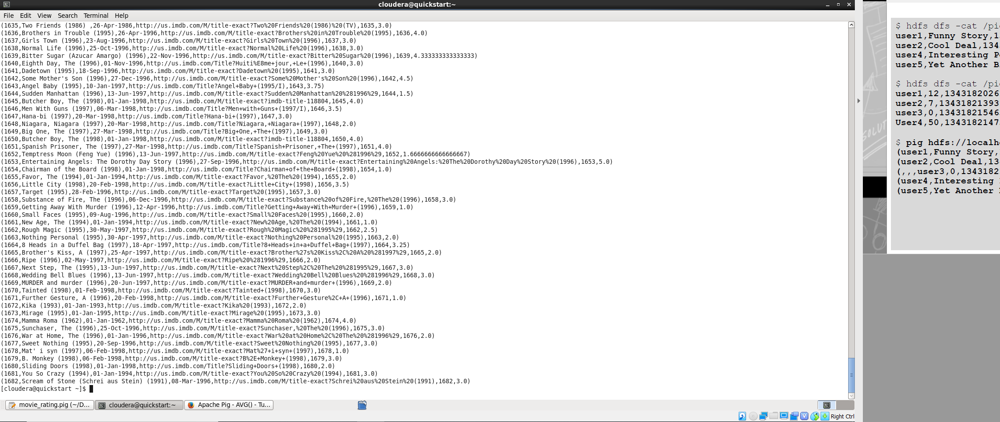 cloudera@quickstart:~
File Edit View Search Terminal Help
(1635,Two Friends (1986) ,26-Apr-1986,http://us.imdb.com/M/title-exact?Two%20Friends%20(1986)%20(TV),1635,3.0)
(1636,Brothers in Trouble (1995),26-Apr-1996,http://us.imdb.com/M/title-exact?Brothers%20in%20Trouble%20(1995),1636,4.0)
(1637,Girls Town (1996),23-Aug-1996,http://us.imdb.com/M/title-exact?Girls%20Town%20(1996),1637,3.0)
(1638,Normal Life (1996),25-Oct-1996,http://us.imdb.com/M/title-exact?Normal%20Life%20(1996),1638,3.0)
(1639,Bitter Sugar (Azucar Amargo) (1996),22-Nov-1996,http://us.imdb.com/M/title-exact?Bitter%20Sugar%20(1996),1639,4.333333333333333)
(1640,Eighth Day, The (1996),01-Nov-1996,http://us.imdb.com/Title?Huiti%E8me+jour,+Le+(1996),1640,3.0)
(1641,Dadetown (1995),18-Sep-1996,http://us.imdb.com/M/title-exact?Dadetown%20(1995),1641,3.0)
(1642,Some Mother's Son (1996),27-Dec-1996,http://us.imdb.com/M/title-exact?Some%20Mother's%20Son%20(1996),1642,4.5)
(1643,Angel Baby (1995),10-Jan-1997,http://us.imdb.com/Title?Angel+Baby+(1995/I),1643,3.75)
(1644,Sudden Manhattan (1996),13-Jun-1997,http://us.imdb.com/M/title-exact?Sudden%20Manhattan%20%281996%29,1644,1.5)
(1645,Butcher Boy, The (1998),01-Jan-1998,http://us.imdb.com/M/title-exact?imdb-title-118804,1645,4.0)
(1646,Men With Guns (1997),06-Mar-1998,http://us.imdb.com/Title?Men+with+Guns+(1997/I),1646,3.5)
(1647,Hana-bi (1997),20-Mar-1998,http://us.imdb.com/Title?Hana-bi+(1997),1647,3.0)
(1648,Niagara, Niagara (1997),20-Mar-1998,http://us.imdb.com/Title?Niagara,+Niagara+(1997),1648,2.0)
(1649,Big One, The (1997),27-Mar-1998,http://us.imdb.com/Title?Big+One,+The+(1997),1649,3.0)
(1650,Butcher Boy, The (1998),01-Jan-1998,http://us.imdb.com/M/title-exact?imdb-title-118804,1650,4.0)
(1651,Spanish Prisoner, The (1997),27-Mar-1998,http://us.imdb.com/Title?Spanish+Prisoner,+The+(1997),1651,4.0)
(1652,Temptress Moon (Feng Yue) (1996),13-Jun-1997,http://us.imdb.com/M/title-exact?Feng%20Yue%20%281996%29,1652,1.6666666666666667)
(1653,Entertaining Angels: The Dorothy Day Story (1996),27-Sep-1996,http://us.imdb.com/M/title-exact?Entertaining%20Angels:%20The%20Dorothy%20Day%20Story%20(1996),1653,5.0)
(1654,Chairman of the Board (1998),01-Jan-1998,http://us.imdb.com/Title?Chairman+of+the+Board+(1998),1654,1.0)
(1655,Favor, The (1994),01-Jan-1994,http://us.imdb.com/M/title-exact?Favor,%20The%20(1994),1655,2.0)
(1656,Little City (1998),20-Feb-1998,http://us.imdb.com/M/title-exact?Little+City+(1998),1656,3.5)
(1657,Target (1995),28-Feb-1996,http://us.imdb.com/M/title-exact?Target%20(1995),1657,3.0)
(1658,Substance of Fire, The (1996),06-Dec-1996,http://us.imdb.com/M/title-exact?Substance%20of%20Fire,%20The%20(1996),1658,3.0)
(1659,Getting Away With Murder (1996),12-Apr-1996,http://us.imdb.com/Title?Getting+Away+With+Murder+(1996),1659,1.0)
(1660,Small Faces (1995),09-Aug-1996,http://us.imdb.com/M/title-exact?Small%20Faces%20(1995),1660,2.0)
(1661,New Age, The (1994),01-Jan-1994,http://us.imdb.com/M/title-exact?New%20Age,%20The%20(1994),1661,1.0)
(1662,Rough Magic (1995),30-May-1997,http://us.imdb.com/M/title-exact?Rough%20Magic%20%281995%29,1662,2.5)
(1663,Nothing Personal (1995),30-Apr-1997,http://us.imdb.com/M/title-exact?Nothing%20Personal%20(1995),1663,2.0)
(1664,8 Heads in a Duffel Bag (1997),18-Apr-1997,http://us.imdb.com/Title?8+Heads+in+a+Duffel+Bag+(1997),1664,3.25)
(1665,Brother's Kiss, A (1997),25-Apr-1997,http://us.imdb.com/M/title-exact?Brother%27s%20Kiss%2C%20A%20%281997%29,1665,2.0)
(1666,Ripe (1996),02-May-1997,http://us.imdb.com/M/title-exact?Ripe%20%281996%29,1666,2.0)
(1667,Next Step, The (1995),13-Jun-1997,http://us.imdb.com/M/title-exact?Next%20Step%2C%20The%20%281995%29,1667,3.0)
(1668,Wedding Bell Blues (1996),13-Jun-1997,http://us.imdb.com/M/title-exact?Wedding%20Bell%20Blues%20%281996%29,1668,3.0)
(1669,MURDER and murder (1996),20-Jun-1997,http://us.imdb.com/M/title-exact?MURDER+and+murder+(1996),1669,2.0)
(1670,Tainted (1998),01-Feb-1998,http://us.imdb.com/M/title-exact?Tainted+(1998),1670,3.0)
(1671,Further Gesture, A (1996),20-Feb-1998,http://us.imdb.com/M/title-exact?Further+Gesture%2C+A+(1996),1671,1.0)
(1672,Kika (1993),01-Jan-1993,http://us.imdb.com/M/title-exact?Kika%20(1993),1672,2.0)
(1673,Mirage (1995),01-Jan-1995,http://us.imdb.com/M/title-exact?Mirage%20(1995),1673,3.0)
(1674,Mamma Roma (1962),01-Jan-1962,http://us.imdb.com/M/title-exact?Mamma%20Roma%20(1962),1674,4.0)
(1675,Sunchaser, The (1996),25-Oct-1996,http://us.imdb.com/M/title-exact?Sunchaser,%20The%20(1996),1675,3.0)
(1676,War at Home, The (1996),01-Jan-1996,http://us.imdb.com/M/title-exact?War%20at%20Home%2C%20The%20%281996%29,1676,2.0)
(1677,Sweet Nothing (1995),20-Sep-1996,http://us.imdb.com/M/title-exact?Sweet%20Nothing%20(1995),1677,3.0)
(1678,Mat' i syn (1997),06-Feb-1998,http://us.imdb.com/M/title-exact?Mat%27+i+syn+(1997),1678,1.0)
(1679,B. Monkey (1998),06-Feb-1998,http://us.imdb.com/M/title-exact?B%2E+Monkey+(1998),1679,3.0)
(1680,Sliding Doors (1998),01-Jan-1998,http://us.imdb.com/Title?Sliding+Doors+(1998),1680,2.0)
(1681,You So Crazy (1994),01-Jan-1994,http://us.imdb.com/M/title-exact?You%20So%20Crazy%20(1994),1681,3.0)
(1682,Scream of Stone (Schrei aus Stein) (1991),08-Mar-1996,http://us.imdb.com/M/title-exact?Schrei%20aus%20Stein%20(1991),1682,3.0)
[cloudera@quickstart ~]$
movie_rating.pig (~/D...
cloudera@quickstart:~
Apache Pig - AVG() - Tu...
Right Ctrl
$ hdfs dfs -cat /pi
user1,Funny Story,1
user2,Cool Deal,134
user4,Interesting P
user5,Yet Another B
$ hdfs dfs -cat /pi
user1,12,1343182026
user2,7,13431821393
user3,0,13431821546
User4,50,1343182147
$ pig hdfs://localh
(user1,Funny Story,
(user2,Cool Deal,13
(,,,user3,0,1343182
(user4,Interesting
(user5,Yet Another